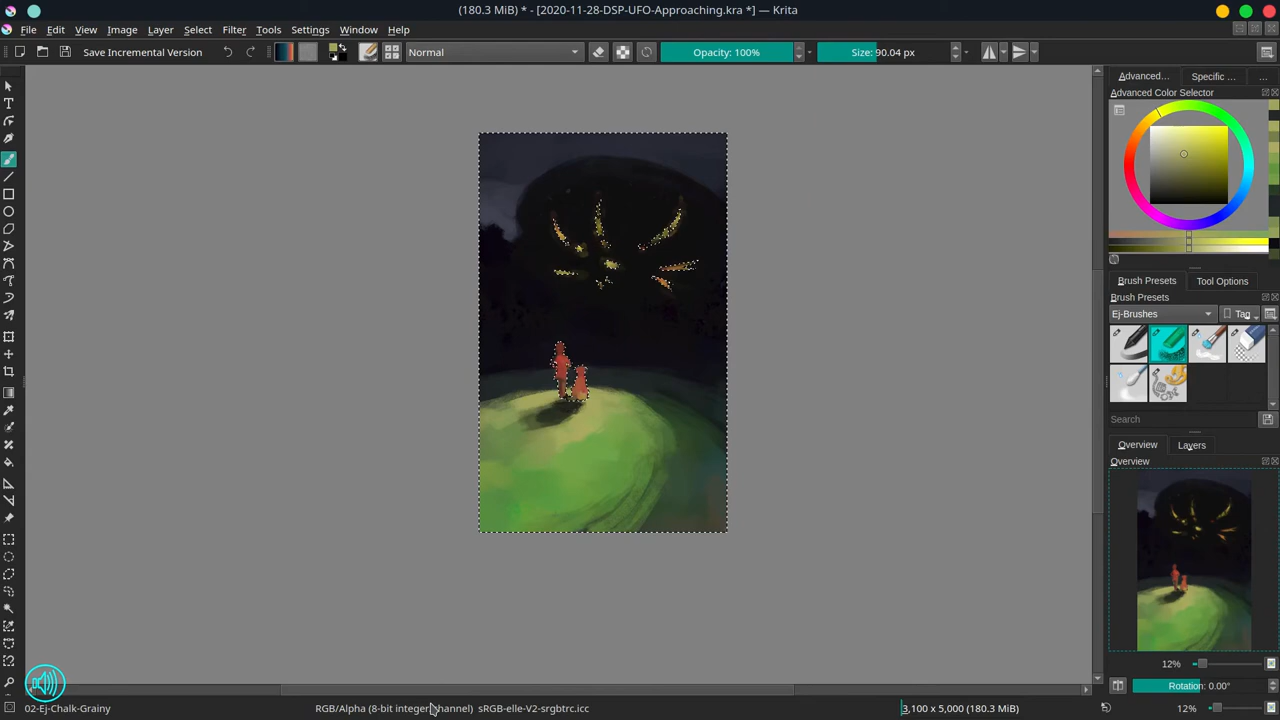 (180.3 MiB) * - [2020-11-28-DSP-UFO-Approaching.kra *] — Krita
File Edit View Image Layer Select Filter Tools Settings Window Help
Save Incremental Version Normal Opacity: 100% Size: 90.04 px
Advanced... Specific ... ...
Advanced Color Selector
Brush Presets Tool Options
Brush Presets
Ej-Brushes Tag
Search
Overview Layers
Overview
12%
Rotation: 0.00°
02-Ej-Chalk-Grainy RGB/Alpha (8-bit integer/channel) sRGB-elle-V2-srgbtrc.icc 3,100 x 5,000 (180.3 MiB) 12%